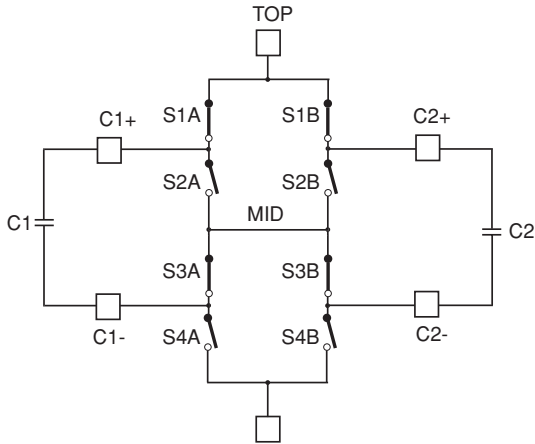 TOP
C1+
S1A
S1B
C2+
S2A
S2B
MID
C1
C2
S3A
S3B
C1-
S4A
S4B
C2-